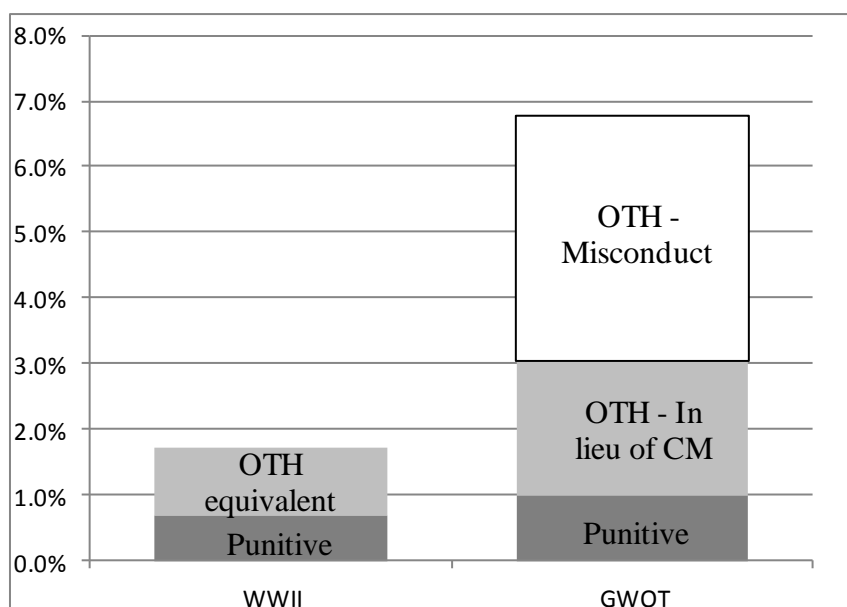 8.0%
7.0%
6.0%
5.0%
4.0%
3.0%
2.0%
1.0%
0.0%
OTH
equivalent
Punitive
OTH -
Misconduct
OTH - In
lieu of CM
Punitive
WWII
GWOT